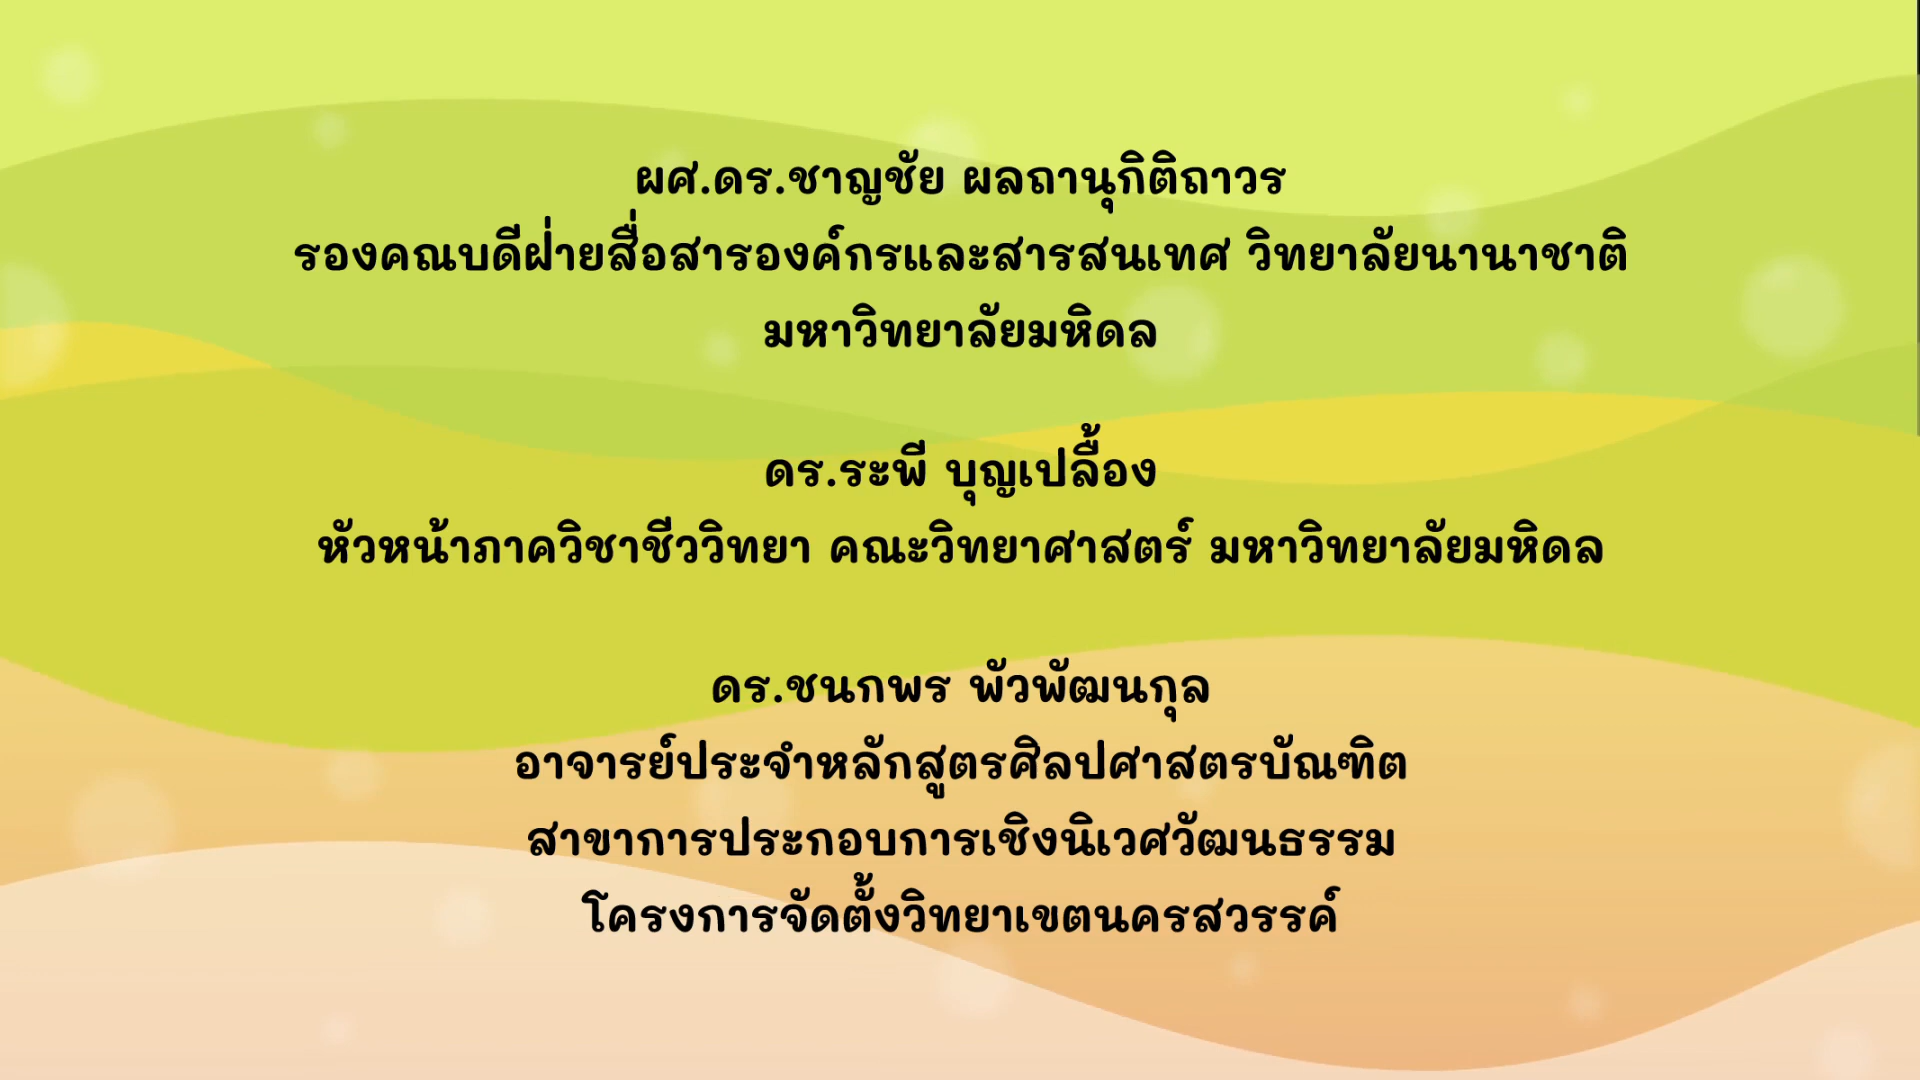 ผศ.ดร.ชาญชัย ผลถานุกิติถาวร
รองคณบดีฝ่ายสื่อสารองค์กรและสารสนเทศ วิทยาลัยนานาชาติ
มหาวิทยาลัยมหิดล
ดร.ระพี บุญเปลื้อง
หัวหน้าภาควิชาชีววิทยา คณะวิทยาศาสตร์ มหาวิทยาลัยมหิดล
ดร.ชนกพร พัวพัฒนกุล
อาจารย์ประจำหลักสูตรศิลปศาสตรบัณฑิต
สาขาการประกอบการเชิงนิเวศวัฒนธรรม
โครงการจัดตั้งวิทยาเขตนครสวรรค์